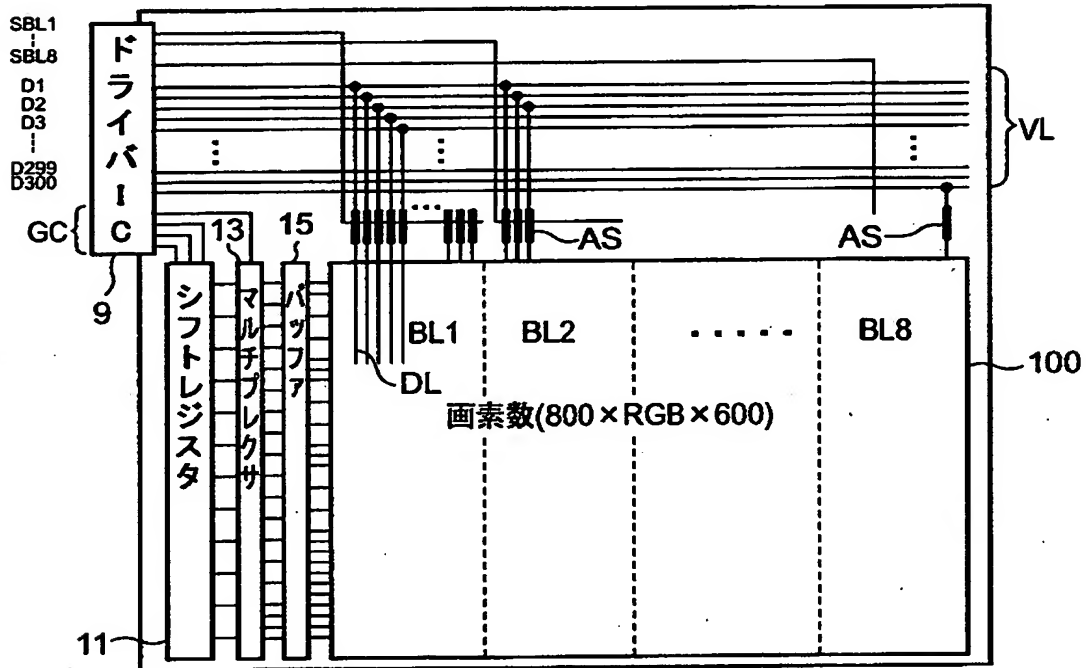 SBL1
SBL8
D1
D2
D3
D299
D300
GC
ドライバIC
9
VL
13
15
AS
AS
シフトレジスタ
マルチプレクサ
バッファ
BL1
BL2
BL8
DL
100
画素数(800×RGB×600)
11